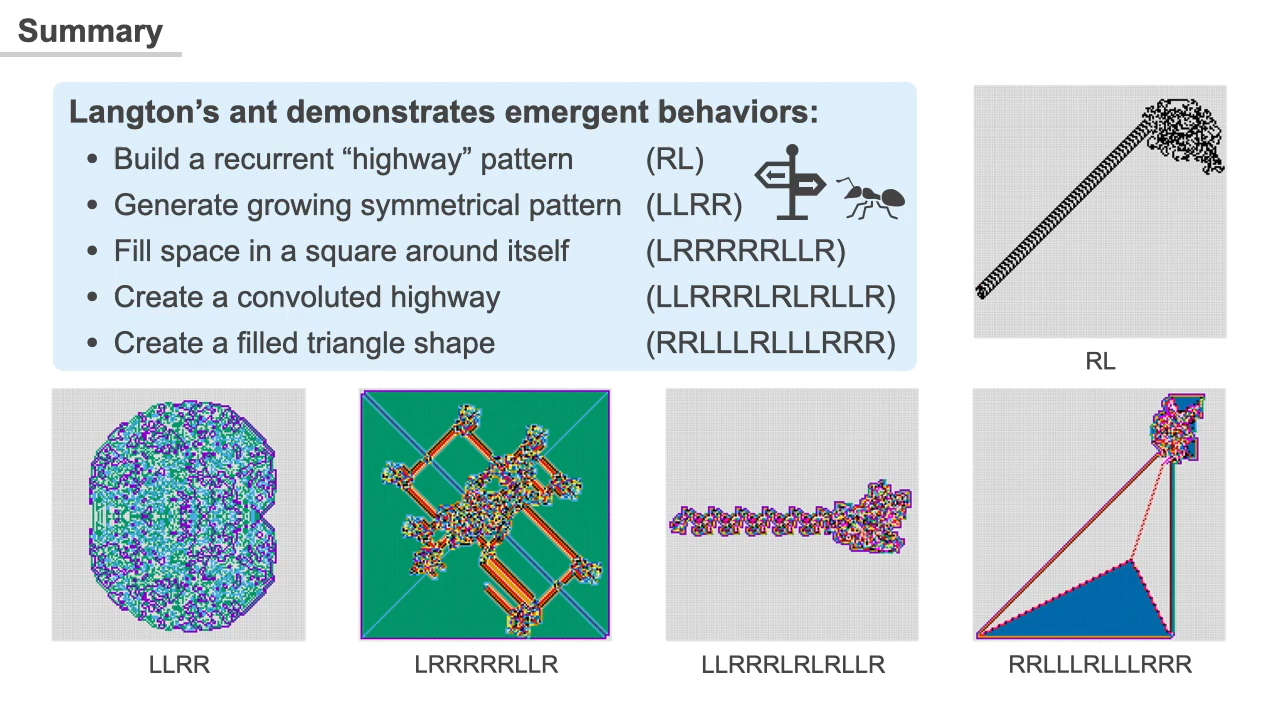 Summary
Langton’s ant demonstrates emergent behaviors:
• Build a recurrent “highway” pattern (RL)
• Generate growing symmetrical pattern (LLRR)
• Fill space in a square around itself (LRRRRRLLR)
• Create a convoluted highway (LLRRRLRLRLLR)
• Create a filled triangle shape (RRLLLRLLLRRR)
RL
LLRR
LRRRRRLLR
LLRRRLRLRLLR
RRLLLRLLLRRR